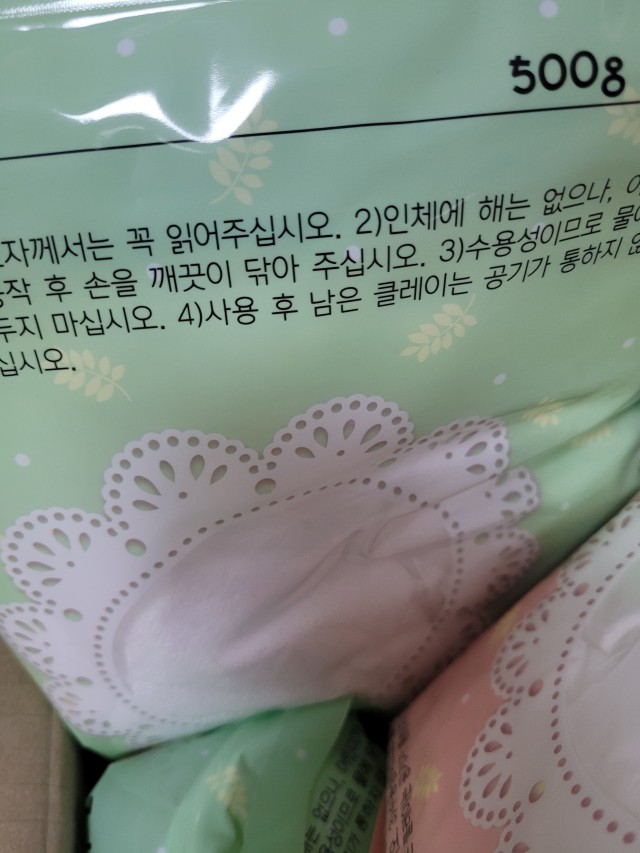 500g
자께서는 꼭 읽어주십시오. 2)인체에 해는 없으나,
작 후 손을 깨끗이 닦아 주십시오. 3)수용성이므로 물에
두지 마십시오. 4)사용 후 남은 클레이는 공기가 통하지 않
십시오.